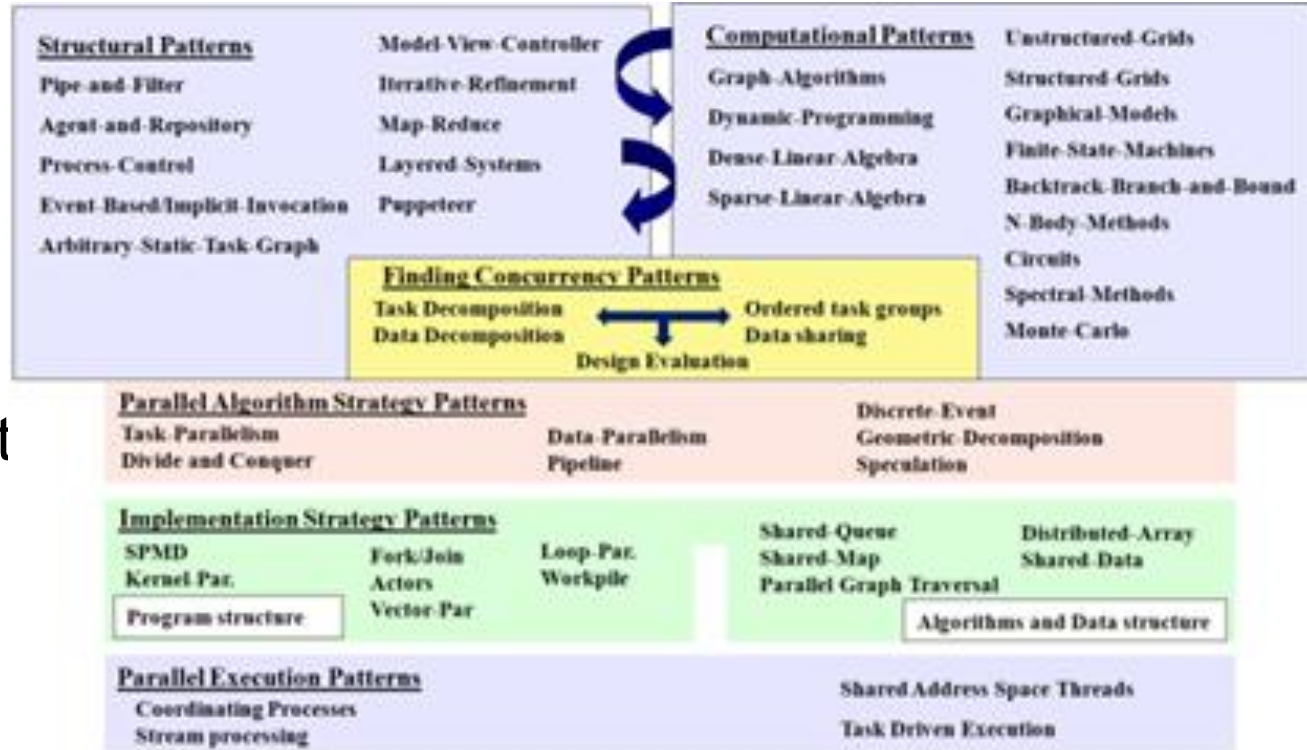 Structural Patterns
Pipe-and-Filter
Agent-and-Repository
Process-Control
Event-Based/Implicit-Invocation
Arbitrary-Static-Task-Graph
Model-View-Controller
Iterative-Refinement
Map-Reduce
Layered-Systems
Puppeteer
Computational Patterns
Graph-Algorithms
Dynamic-Programming
Dense-Linear-Algebra
Sparse-Linear-Algebra
Unstructured-Grids
Structured-Grids
Graphical-Models
Finite-State-Machines
Backtrack-Branch-and-Bound
N-Body-Methods
Circuits
Spectral-Methods
Monte-Carlo
Finding Concurrency Patterns
Task Decomposition
Data Decomposition
Ordered task groups
Data sharing
Design Evaluation
t
Parallel Algorithm Strategy Patterns
Task-Parallelism
Divide and Conquer
Data-Parallelism
Pipeline
Discrete-Event
Geometric-Decomposition
Speculation
Implementation Strategy Patterns
SPMD
Kernel-Par.
Program structure
Fork/Join
Actors
Vector-Par
Loop-Par.
Workpile
Shared-Queue
Shared-Map
Parallel Graph Traversal
Distributed-Array
Shared-Data
Algorithms and Data structure
Parallel Execution Patterns
Coordinating Processes
Stream processing
Shared Address Space Threads
Task Driven Execution